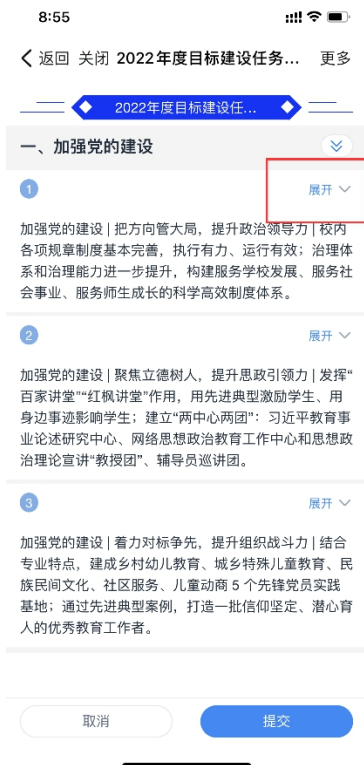 8:55
返回 关闭 2022年度目标建设任务... 更多
2022年度目标建设任...
一、加强党的建设
1 展开
加强党的建设 | 把方向管大局，提升政治领导力 | 校内
各项规章制度基本完善，执行有力、运行有效；治理体
系和治理能力进一步提升，构建服务学校发展、服务社
会事业、服务师生成长的科学高效制度体系。
2 展开
加强党的建设 | 聚焦立德树人，提升思政引领力 | 发挥“
百家讲堂”“红枫讲堂”作用，用先进典型激励学生、用
身边事迹影响学生；建立“两中心两团”：习近平教育事
业论述研究中心、网络思想政治教育工作中心和思想政
治理论宣讲“教授团”、辅导员巡讲团。
3 展开
加强党的建设 | 着力对标争先，提升组织战斗力 | 结合
专业特点，建成乡村幼儿教育、城乡特殊儿童教育、民
族民间文化、社区服务、儿童动商 5 个先锋党员实践
基地；通过先进典型案例，打造一批信仰坚定、潜心育
人的优秀教育工作者。
取消 提交